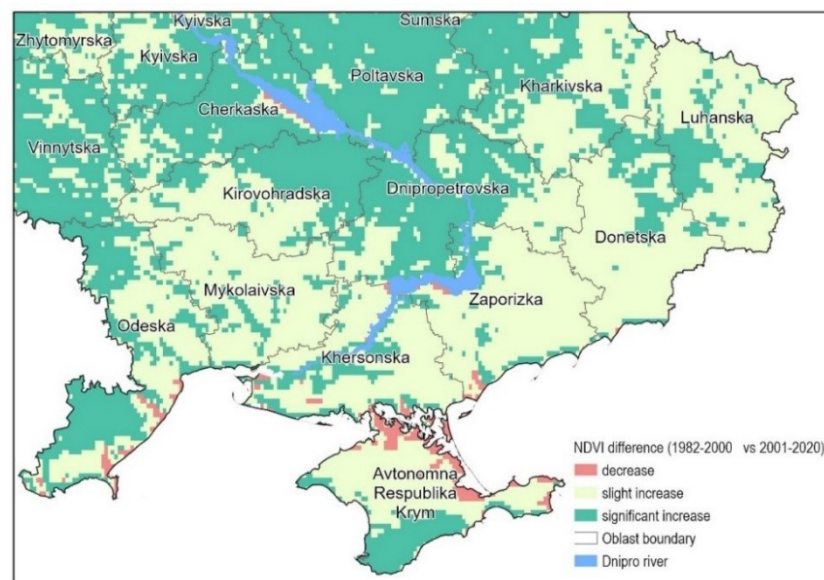 Kyivska
Sumska
Zhytomyrska
Kyivska
Poltavska
Kharkivska
Cherkaska
Luhanska
Vinnytska
Kirovohradska
Dnipropetrovska
Donetska
Mykolaivska
Zaporizka
Odeska
Khersonska
Avtonomna
Respublika
Krym
NDVI difference (1982-2000 vs 2001-2020)
decrease
slight increase
significant increase
Oblast boundary
Dnipro river